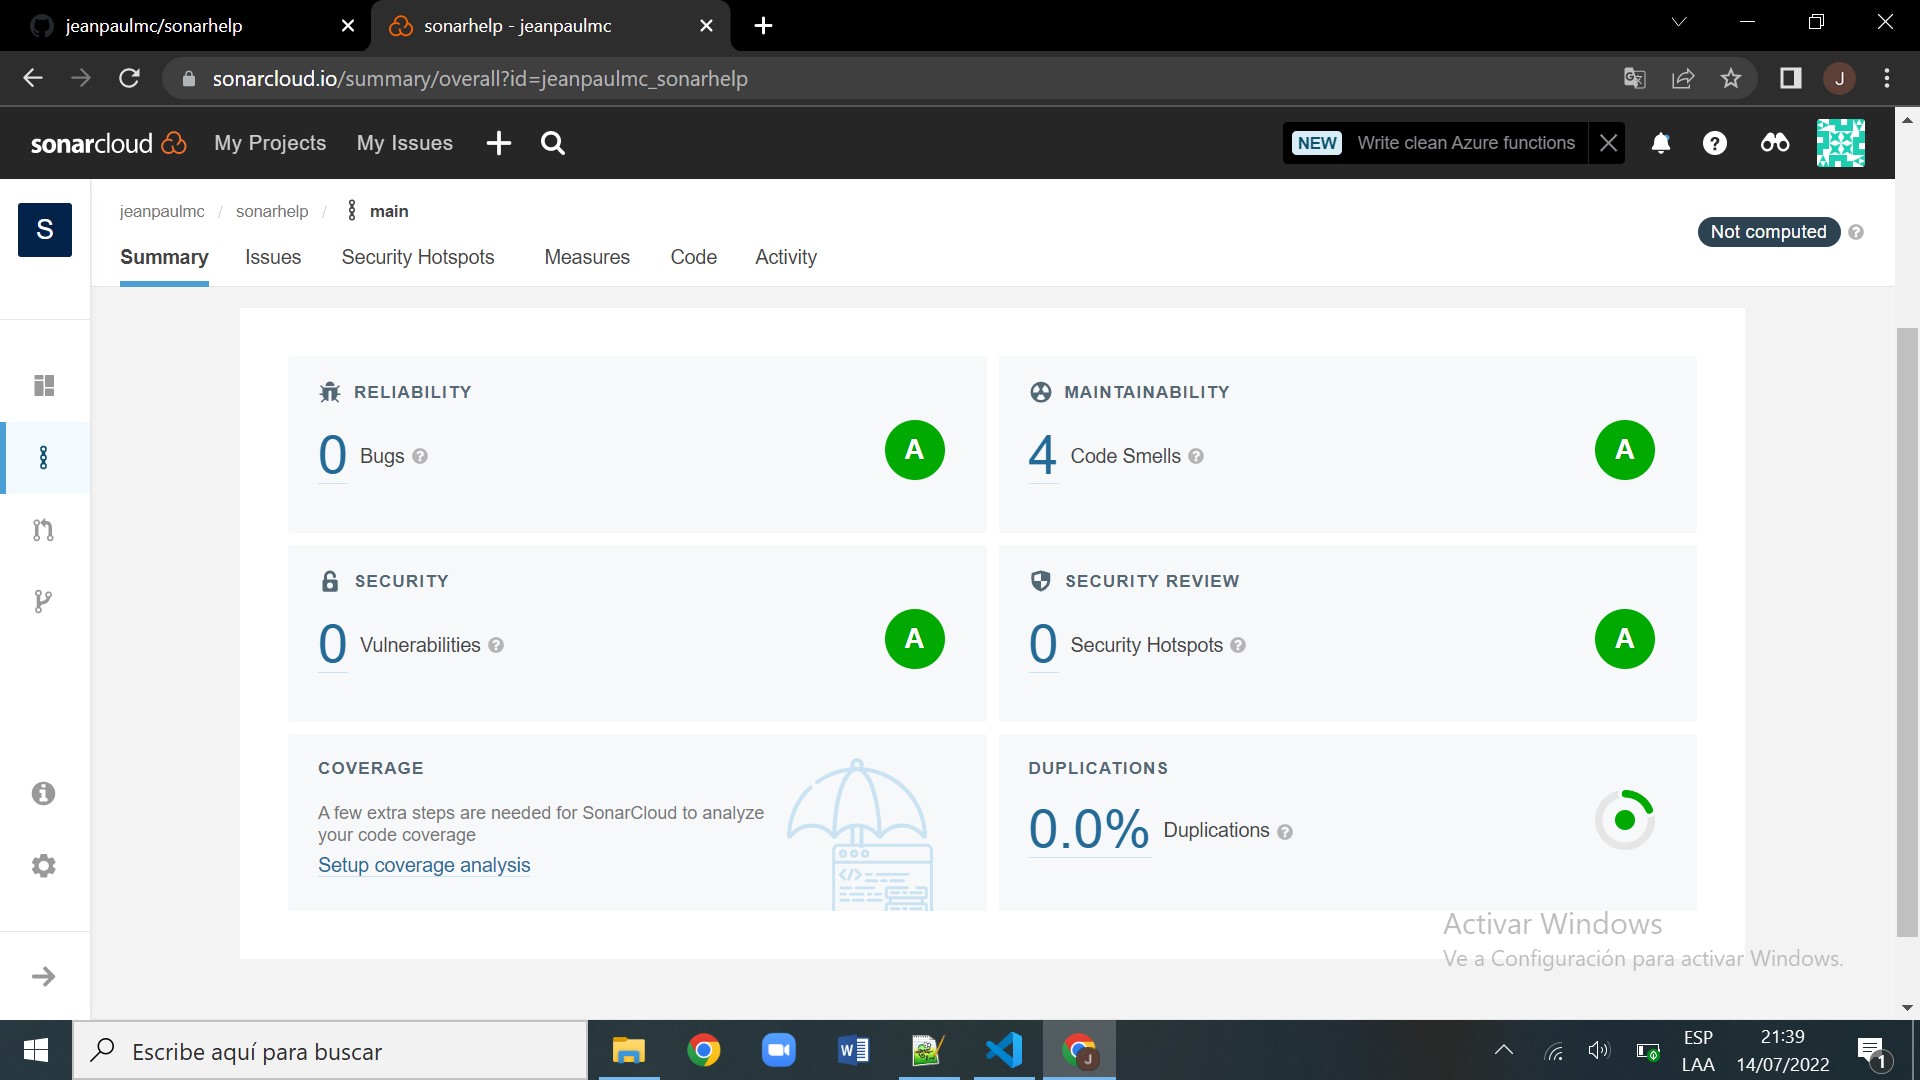 jeanpaulmc/sonarhelp
sonarhelp - jeanpaulmc
sonarcloud.io/summary/overall?id=jeanpaulmc_sonarhelp
J
sonarcloud My Projects My Issues
NEW Write clean Azure functions
S
jeanpaulmc / sonarhelp / main
Not computed
Summary Issues Security Hotspots Measures Code Activity
RELIABILITY
0 Bugs
A
MAINTAINABILITY
4 Code Smells
A
SECURITY
0 Vulnerabilities
A
SECURITY REVIEW
0 Security Hotspots
A
COVERAGE
A few extra steps are needed for SonarCloud to analyze
your code coverage
Setup coverage analysis
DUPLICATIONS
0.0% Duplications
Activar Windows
Ve a Configuración para activar Windows.
Escribe aquí para buscar
ESP
LAA
21:39
14/07/2022
1